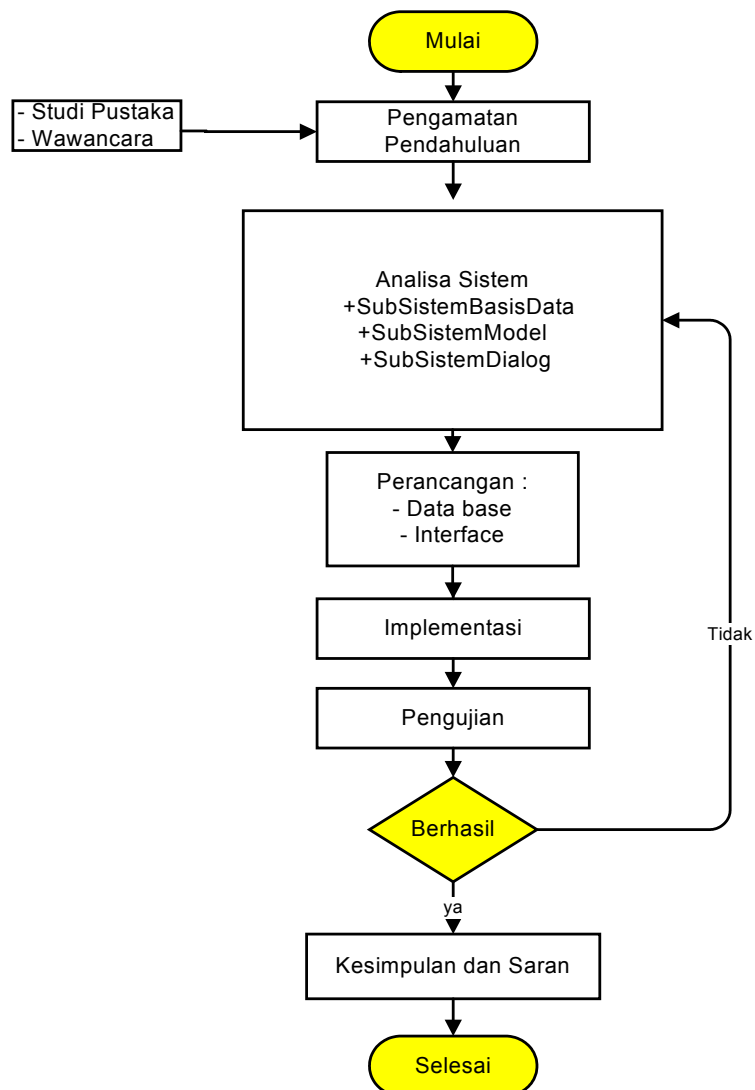 Mulai
- Studi Pustaka
- Wawancara
Pengamatan
Pendahuluan
Analisa Sistem
+SubSistemBasisData
+SubSistemModel
+SubSistemDialog
Perancangan :
- Data base
- Interface
Implementasi
Tidak
Pengujian
Berhasil
ya
Kesimpulan dan Saran
Selesai